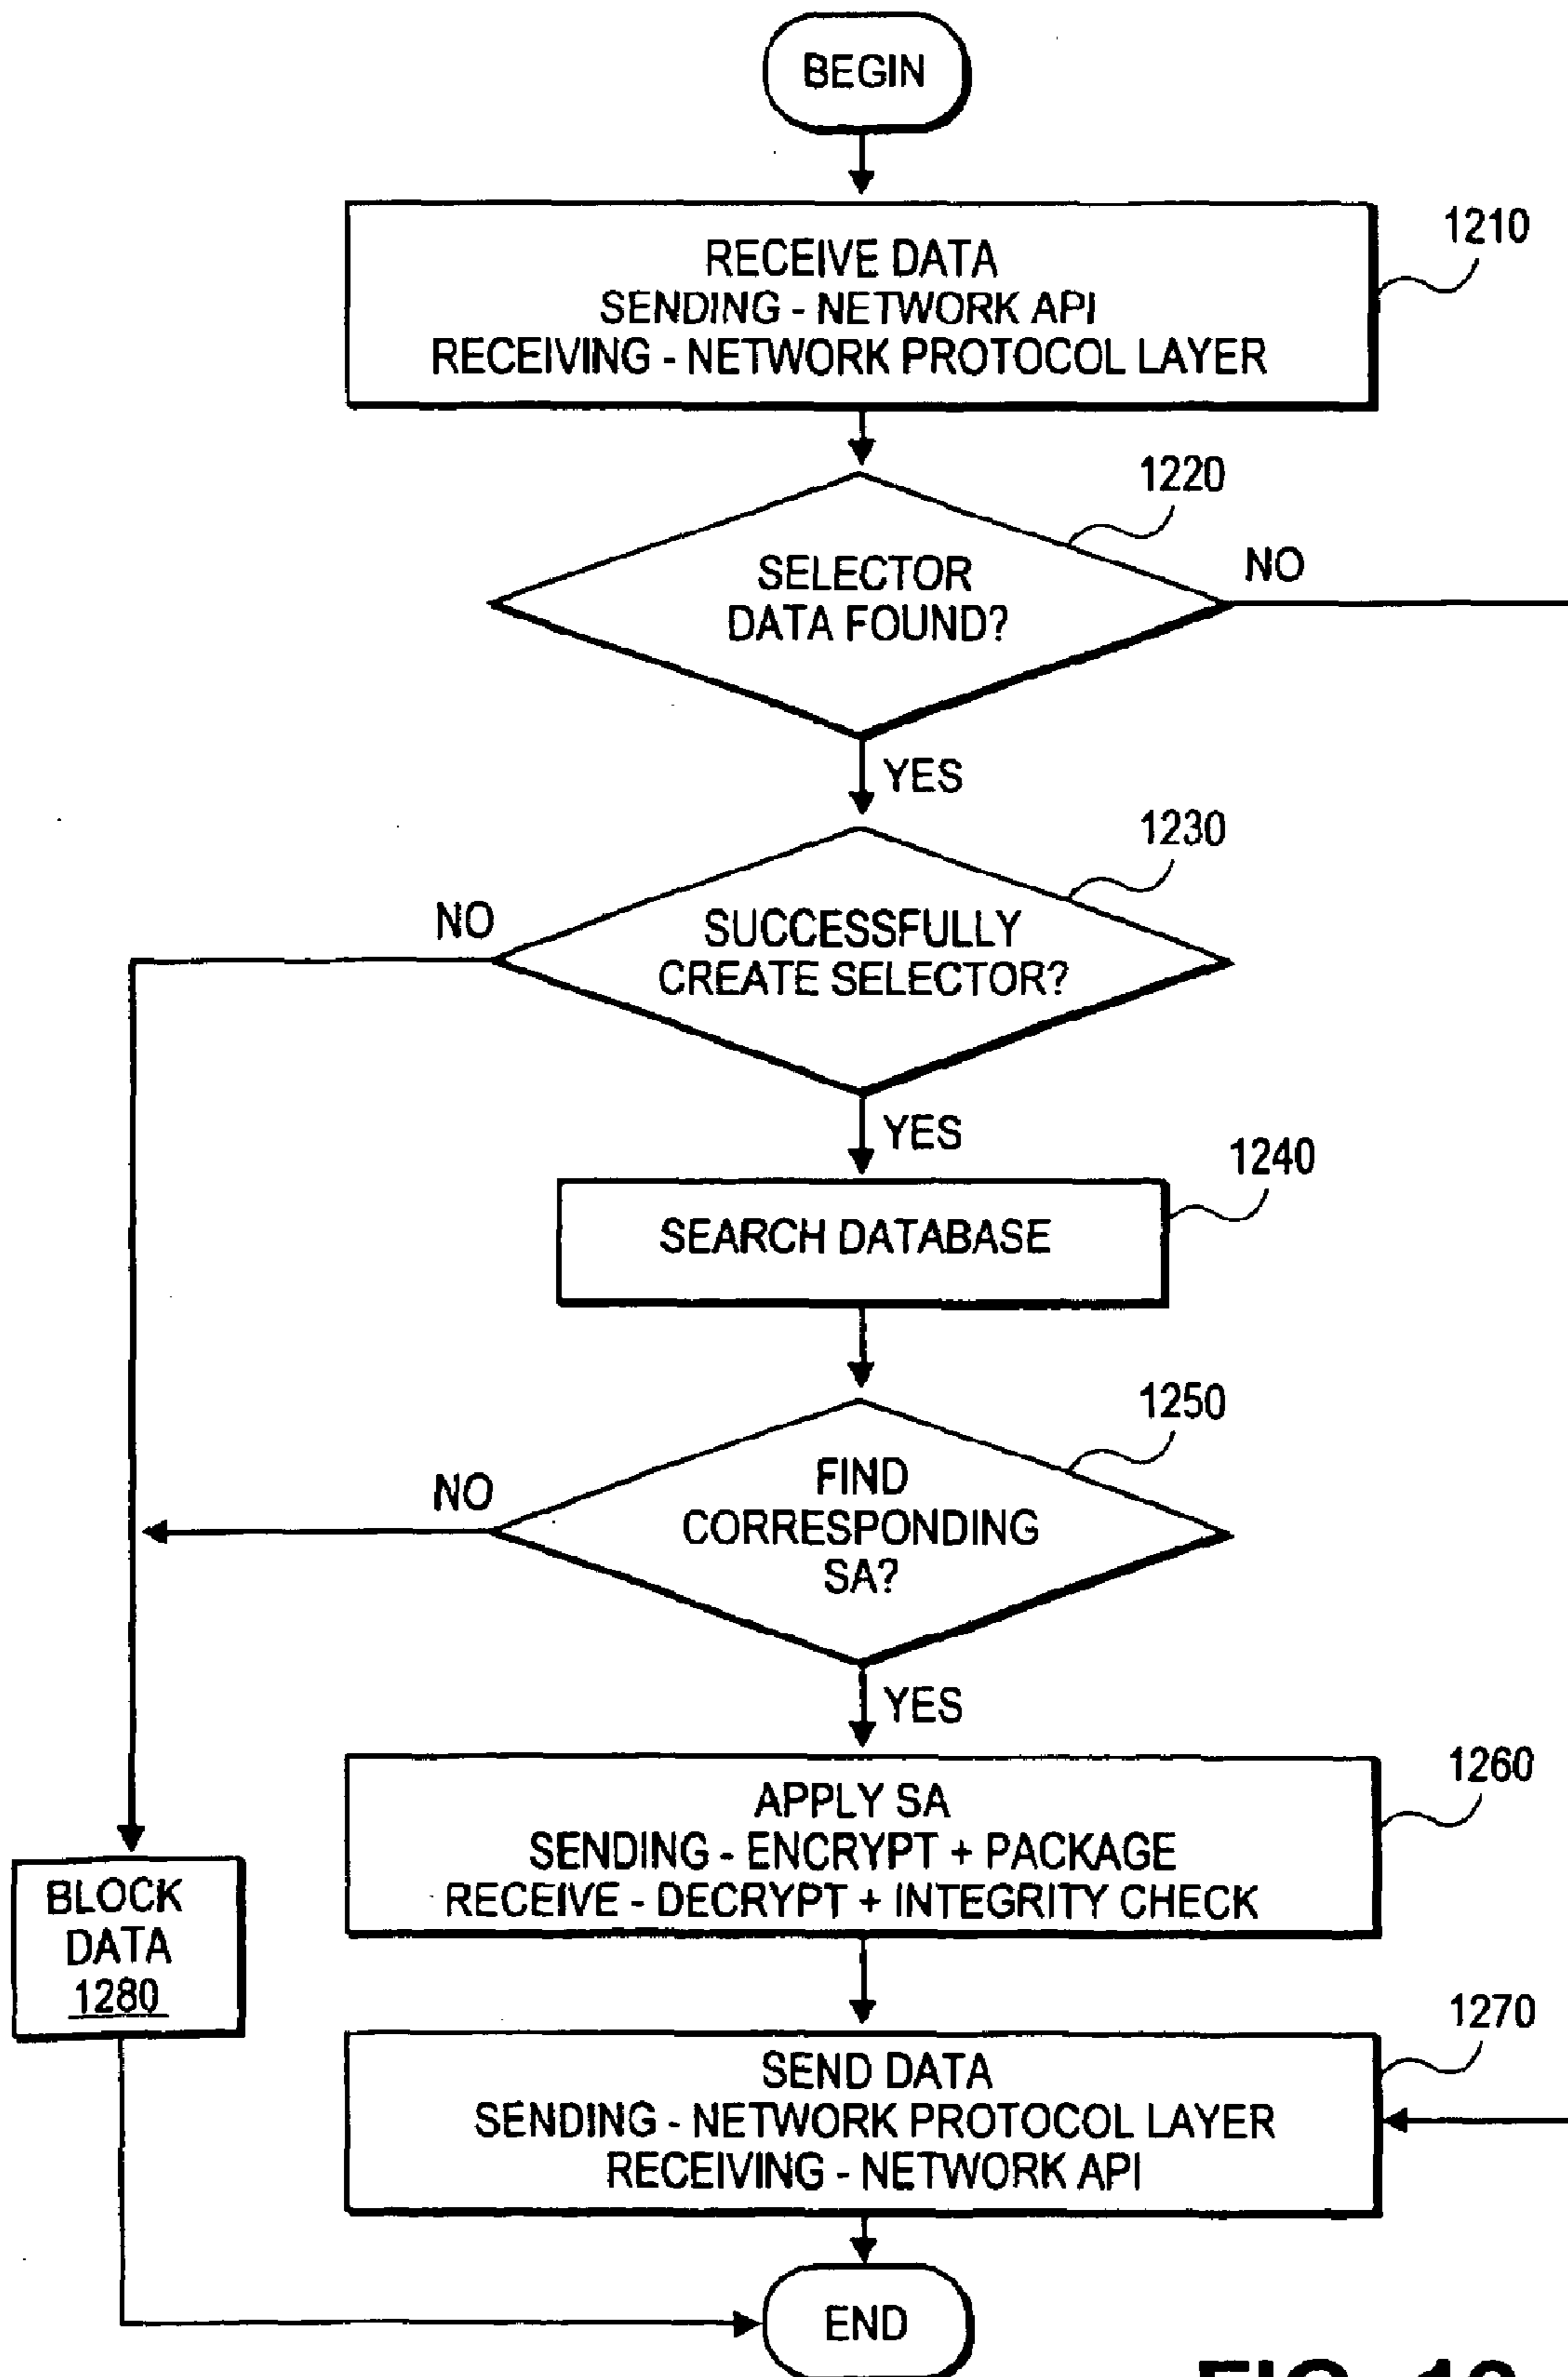 BEGIN
RECEIVE DATA
SENDING - NETWORK API
RECEIVING - NETWORK PROTOCOL LAYER
1210
SELECTOR
DATA FOUND?
1220
NO
YES
SUCCESSFULLY
CREATE SELECTOR?
1230
NO
YES
SEARCH DATABASE
1240
FIND
CORRESPONDING
SA?
1250
NO
YES
APPLY SA
SENDING - ENCRYPT + PACKAGE
RECEIVE - DECRYPT + INTEGRITY CHECK
1260
BLOCK
DATA
1280
SEND DATA
SENDING - NETWORK PROTOCOL LAYER
RECEIVING - NETWORK API
1270
END